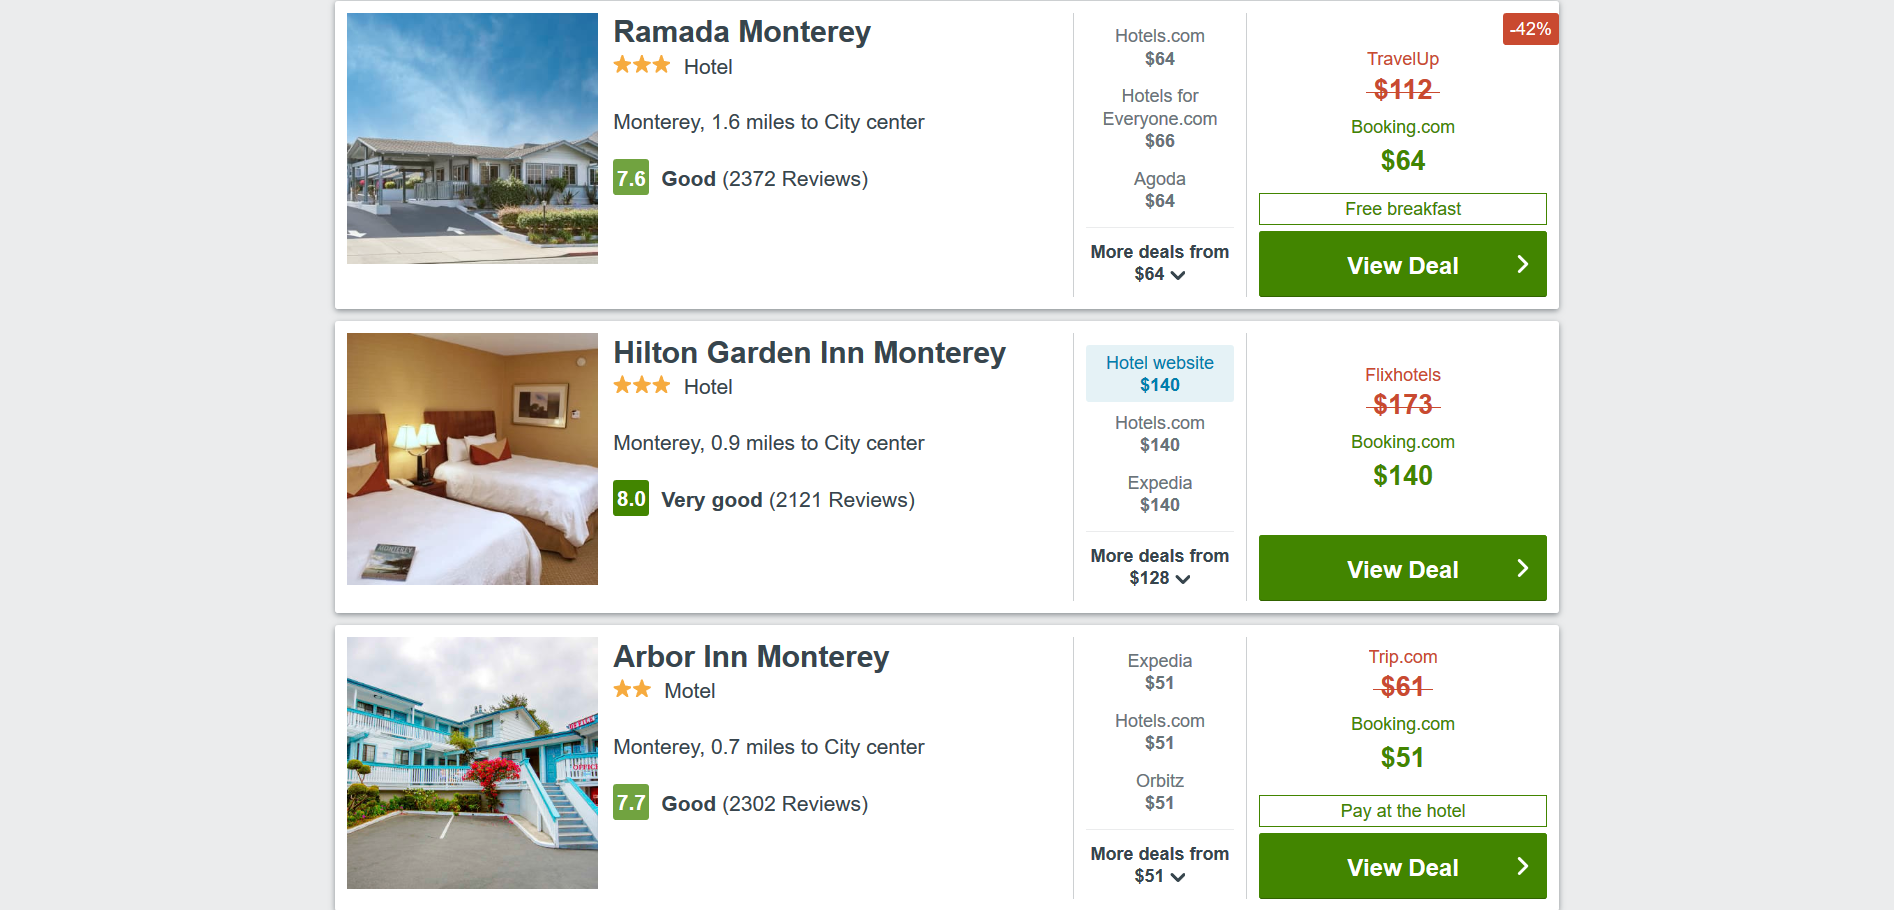 Ramada Monterey
Hotel
Monterey, 1.6 miles to City center
7.6 Good (2372 Reviews)
Hotels.com
$64
Hotels for
Everyone.com
$66
Agoda
$64
More deals from
$64
-42%
TravelUp
$112
Booking.com
$64
Free breakfast
View Deal
Hilton Garden Inn Monterey
Hotel
Monterey, 0.9 miles to City center
8.0 Very good (2121 Reviews)
MONTEREY
Hotel website
$140
Hotels.com
$140
Expedia
$140
More deals from
$128
Flixhotels
$173
Booking.com
$140
View Deal
Arbor Inn Monterey
Motel
Monterey, 0.7 miles to City center
7.7 Good (2302 Reviews)
OFFICE
Expedia
$51
Hotels.com
$51
Orbitz
$51
More deals from
$51
Trip.com
$61
Booking.com
$51
Pay at the hotel
View Deal